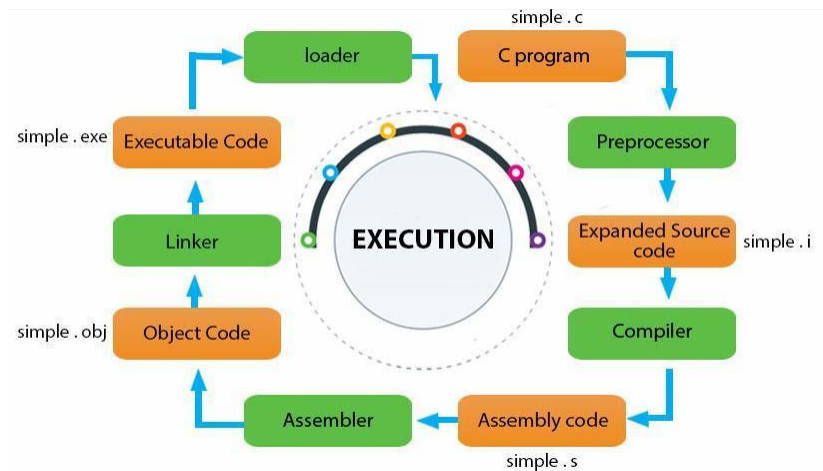 simple . c
C program
Preprocessor
Expanded Source
code
simple . i
Compiler
Assembly code
simple . s
Assembler
Object Code
simple . obj
Linker
Executable Code
simple . exe
loader
EXECUTION